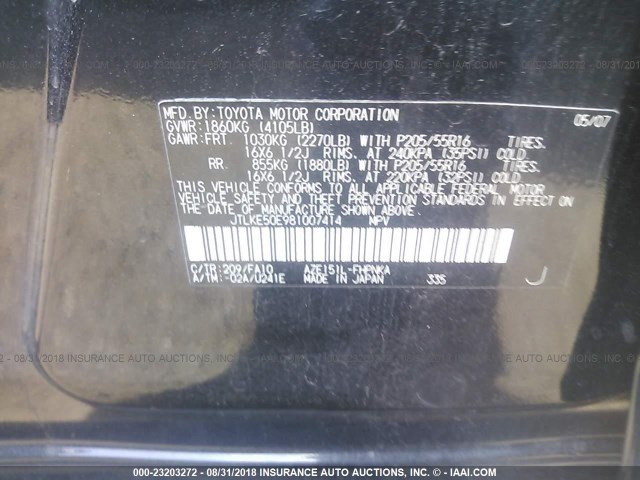 MFD.BY:TOYOTA MOTOR CORPORATION 05/07
GVWR:1860KG (4105LB)
GAWR:FRT. 1030KG (2270LB) WITH P205/55R16 TIRES,
16X6 1/2J RIMS, AT 240KPA (35PSI) COLD.
RR. 855KG (1880LB) WITH P205/55R16 TIRES,
16X6 1/2J RIMS, AT 220KPA (32PSI) COLD.
THIS VEHICLE CONFORMS TO ALL APPLICABLE FEDERAL MOTOR
VEHICLE SAFETY AND THEFT PREVENTION STANDARDS IN EFFECT
ON THE DATE OF MANUFACTURE SHOWN ABOVE.
JTLKE50E981007414 MPV
C/TR:209/FA10 AZE151L-FHPNKA
A/TM:-02A/U241E MADE IN JAPAN 335 J
000-23203272 - 08/31/2018 INSURANCE AUTO AUCTIONS, INC. © - IAAI.COM